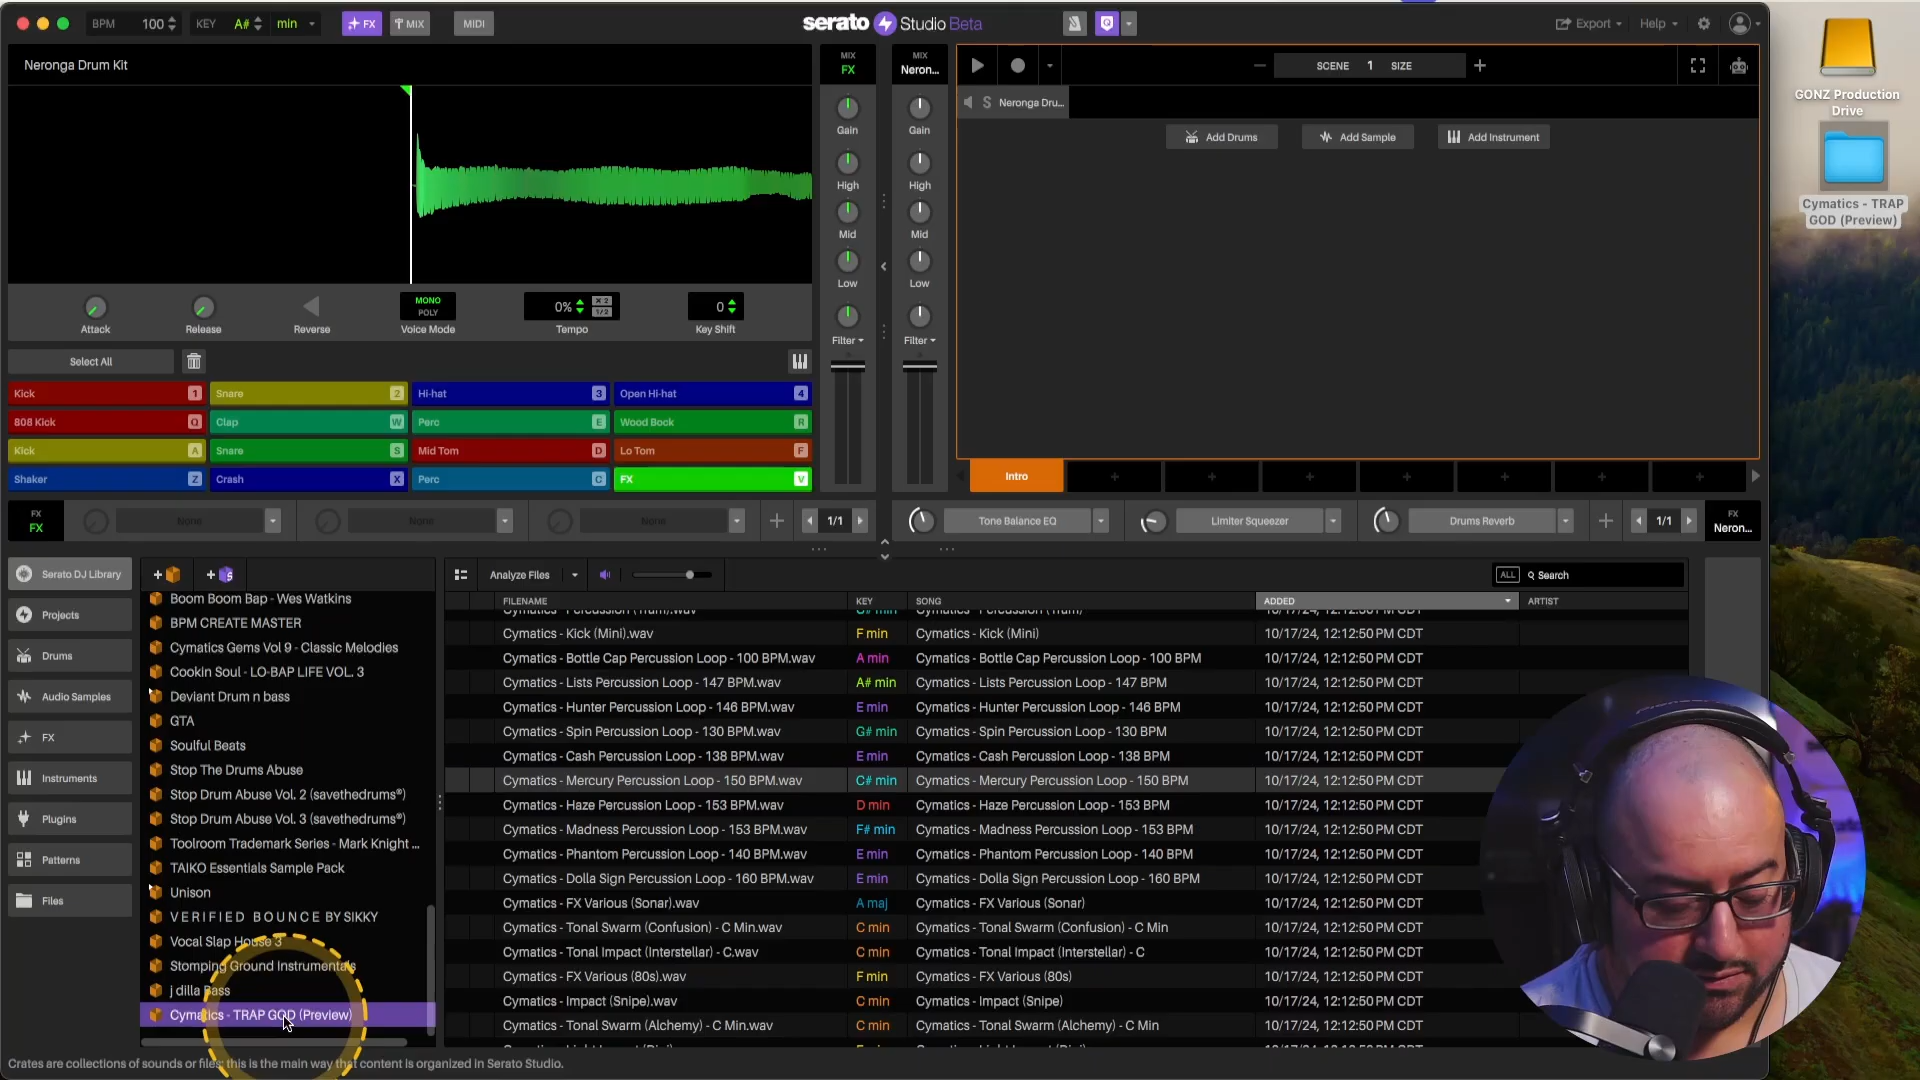 BPM 100 KEY A# min FX MIX MIDI serato Studio Beta Export Help
Neronga Drum Kit
MIX FX
MIX Neron...
SCENE 1 SIZE
S Neronga Dru...
Add Drums Add Sample Add Instrument
Gain Gain
High High
Mid Mid
Low Low
Filter Filter
Attack Release Reverse MONO POLY Voice Mode 0% x 2 1/2 Tempo 0 Key Shift
Select All
Kick 1 Snare 2 Hi-hat 3 Open Hi-hat 4
808 Kick Q Clap W Perc E Wood Bock R
Kick A Snare S Mid Tom D Lo Tom F
Shaker Z Crash X Perc C FX V
Intro + + + + + + +
FX FX None None None 1/1 Tone Balance EQ Limiter Squeezer Drums Reverb 1/1 FX Neron...
Serato DJ Library
Projects
Drums
Audio Samples
FX
Instruments
Plugins
Patterns
Files
Boom Boom Bap - Wes Watkins
BPM CREATE MASTER
Cymatics Gems Vol 9 - Classic Melodies
Cookin Soul - LO-BAP LIFE VOL. 3
Deviant Drum n bass
GTA
Soulful Beats
Stop The Drums Abuse
Stop Drum Abuse Vol. 2 (savethedrums®)
Stop Drum Abuse Vol. 3 (savethedrums®)
Toolroom Trademark Series - Mark Knight ...
TAIKO Essentials Sample Pack
Unison
V E R I F I E D B O U N C E BY SIKKY
Vocal Slap House 3
Stomping Ground Instrumentals
j dilla Bass
Cymatics - TRAP GOD (Preview)
Analyze Files ALL Search
FILENAME KEY SONG ADDED ARTIST
Cymatics - Kick (Mini).wav F min Cymatics - Kick (Mini) 10/17/24, 12:12:50 PM CDT
Cymatics - Bottle Cap Percussion Loop - 100 BPM.wav A min Cymatics - Bottle Cap Percussion Loop - 100 BPM 10/17/24, 12:12:50 PM CDT
Cymatics - Lists Percussion Loop - 147 BPM.wav A# min Cymatics - Lists Percussion Loop - 147 BPM 10/17/24, 12:12:50 PM CDT
Cymatics - Hunter Percussion Loop - 146 BPM.wav E min Cymatics - Hunter Percussion Loop - 146 BPM 10/17/24, 12:12:50 PM CDT
Cymatics - Spin Percussion Loop - 130 BPM.wav G# min Cymatics - Spin Percussion Loop - 130 BPM 10/17/24, 12:12:50 PM CDT
Cymatics - Cash Percussion Loop - 138 BPM.wav E min Cymatics - Cash Percussion Loop - 138 BPM 10/17/24, 12:12:50 PM CDT
Cymatics - Mercury Percussion Loop - 150 BPM.wav C# min Cymatics - Mercury Percussion Loop - 150 BPM 10/17/24, 12:12:50 PM CDT
Cymatics - Haze Percussion Loop - 153 BPM.wav D min Cymatics - Haze Percussion Loop - 153 BPM 10/17/24, 12:12:50 PM CDT
Cymatics - Madness Percussion Loop - 153 BPM.wav F# min Cymatics - Madness Percussion Loop - 153 BPM 10/17/24, 12:12:50 PM CDT
Cymatics - Phantom Percussion Loop - 140 BPM.wav E min Cymatics - Phantom Percussion Loop - 140 BPM 10/17/24, 12:12:50 PM CDT
Cymatics - Dolla Sign Percussion Loop - 160 BPM.wav E min Cymatics - Dolla Sign Percussion Loop - 160 BPM 10/17/24, 12:12:50 PM CDT
Cymatics - FX Various (Sonar).wav A maj Cymatics - FX Various (Sonar) 10/17/24, 12:12:50 PM CDT
Cymatics - Tonal Swarm (Confusion) - C Min.wav C min Cymatics - Tonal Swarm (Confusion) - C Min 10/17/24, 12:12:50 PM CDT
Cymatics - Tonal Impact (Interstellar) - C.wav C min Cymatics - Tonal Impact (Interstellar) - C 10/17/24, 12:12:50 PM CDT
Cymatics - FX Various (80s).wav F min Cymatics - FX Various (80s) 10/17/24, 12:12:50 PM CDT
Cymatics - Impact (Snipe).wav C min Cymatics - Impact (Snipe) 10/17/24, 12:12:50 PM CDT
Cymatics - Tonal Swarm (Alchemy) - C Min.wav C min Cymatics - Tonal Swarm (Alchemy) - C Min 10/17/24, 12:12:50 PM CDT
Crates are collections of sounds or files; this is the main way that content is organized in Serato Studio.
GONZ Production
Drive
Cymatics - TRAP
GOD (Preview)